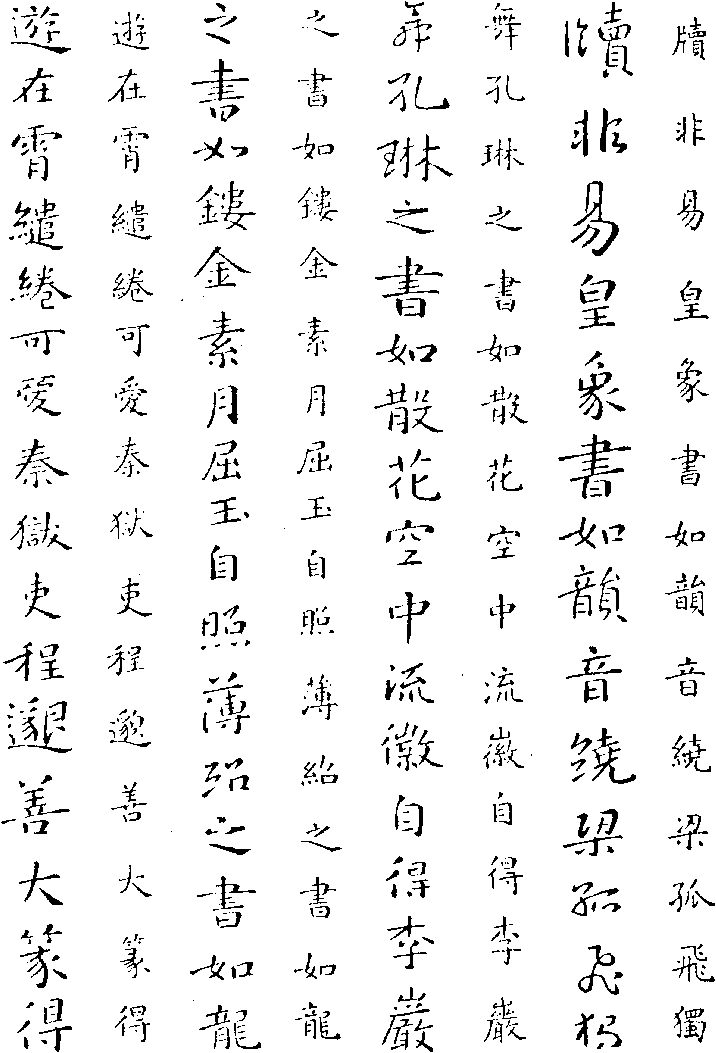 牘非易皇象書如韻音繞梁孤飛獨
牘非易皇象書如韻音繞梁孤飛獨
舞孔琳之書如散花空中流徽自得李巖
舞孔琳之書如散花空中流徽自得李巖
之書如鏤金素月屈玉自照薄紹之書如龍
之書如鏤金素月屈玉自照薄紹之書如龍
遊在霄繾綣可愛秦獄吏程邈善大篆得
遊在霄繾綣可愛秦獄吏程邈善大篆得